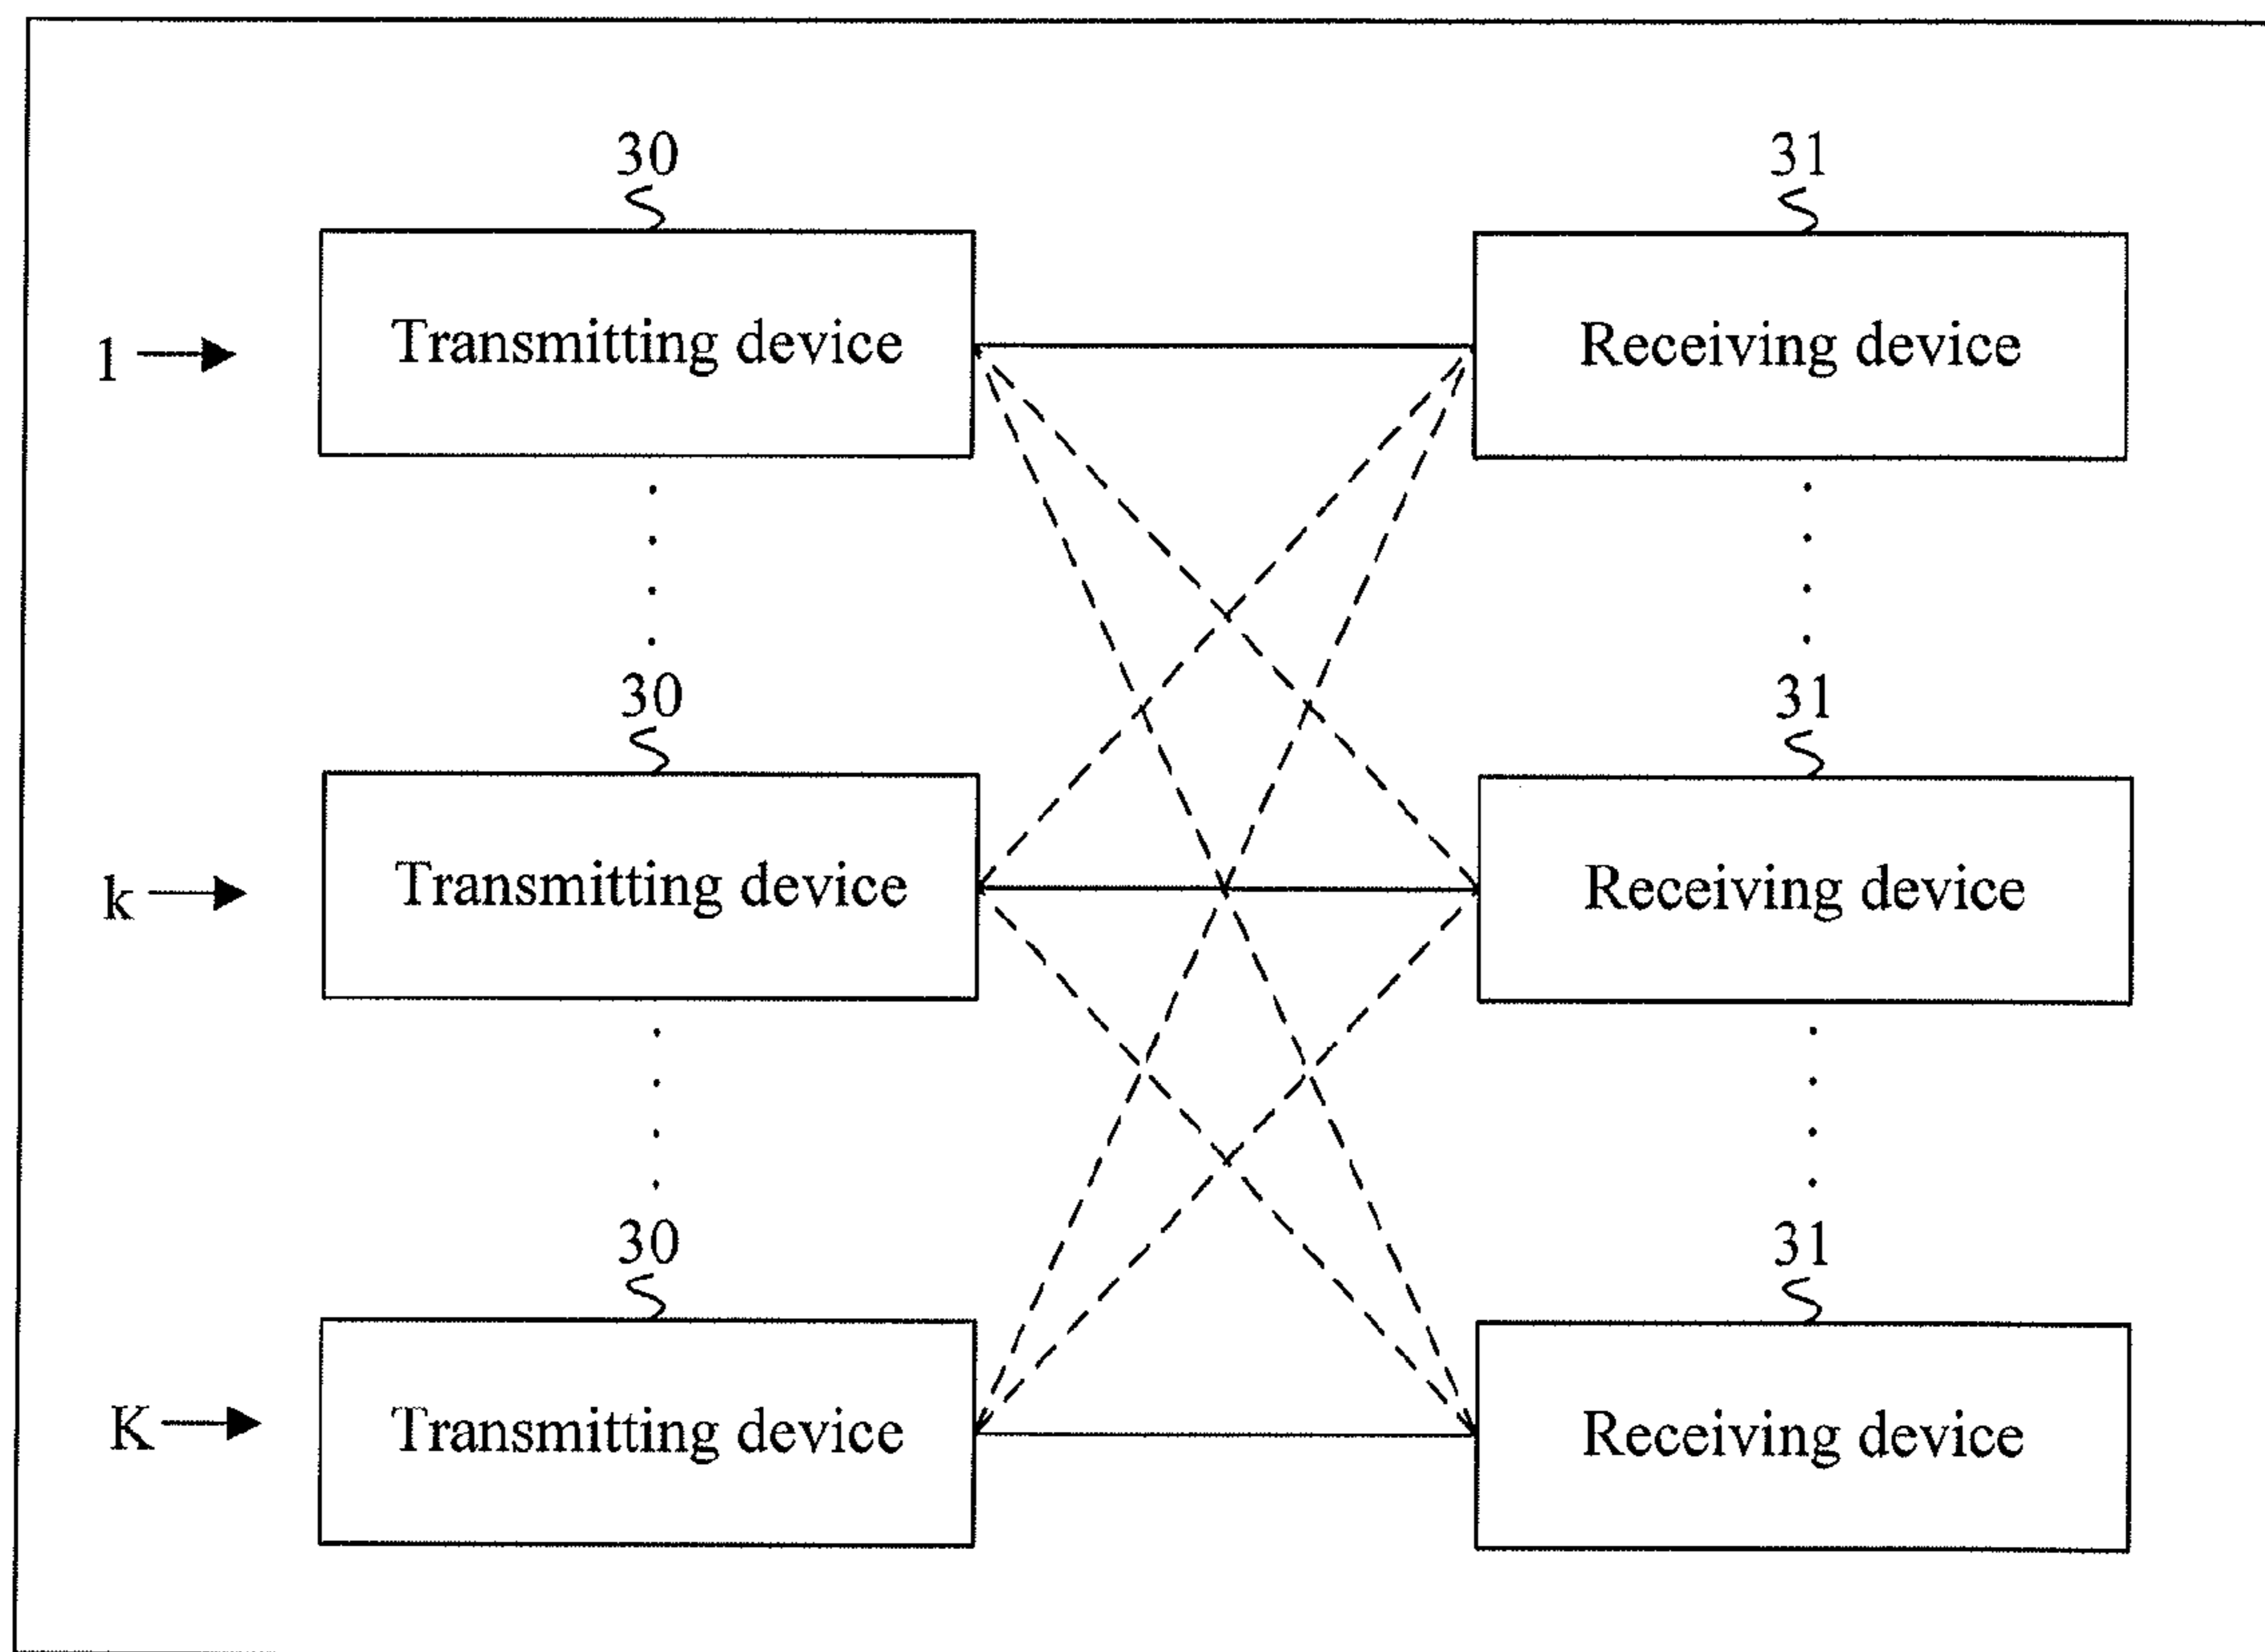 30 31
1 Transmitting device Receiving device
30 31
k Transmitting device Receiving device
30 31
K Transmitting device Receiving device